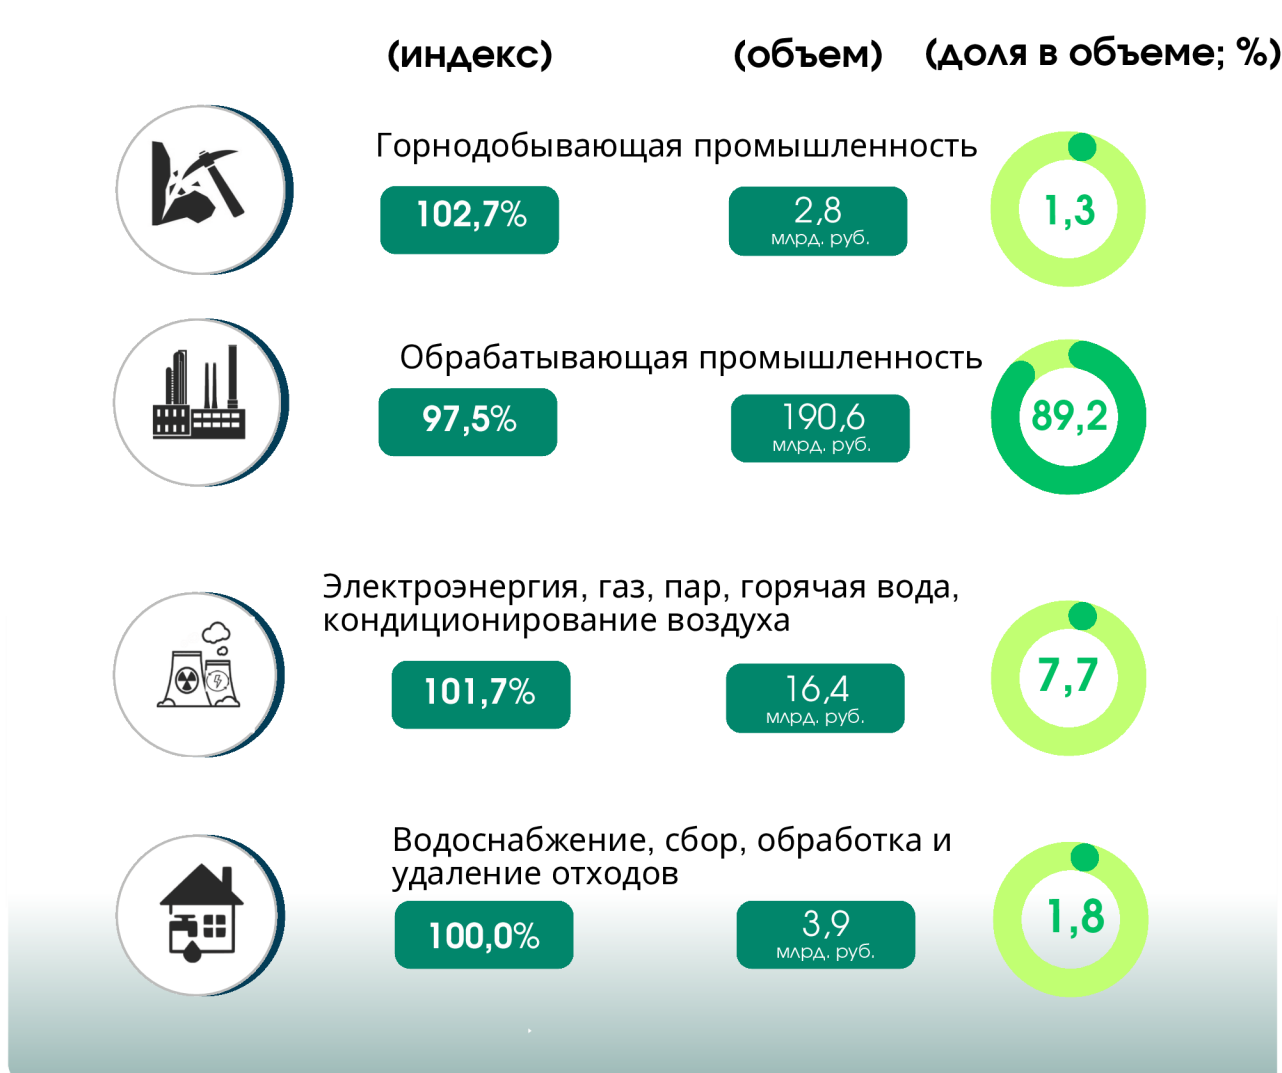 (индекс) (объем) (доля в объеме; %)
Горнодобывающая промышленность
102,7% 2,8 1,3
млрд. руб.
Обрабатывающая промышленность
97,5% 190,6 89,2
млрд. руб.
Электроэнергия, газ, пар, горячая вода,
кондиционирование воздуха
101,7% 16,4 7,7
млрд. руб.
Водоснабжение, сбор, обработка и
удаление отходов
100,0% 3,9 1,8
млрд. руб.